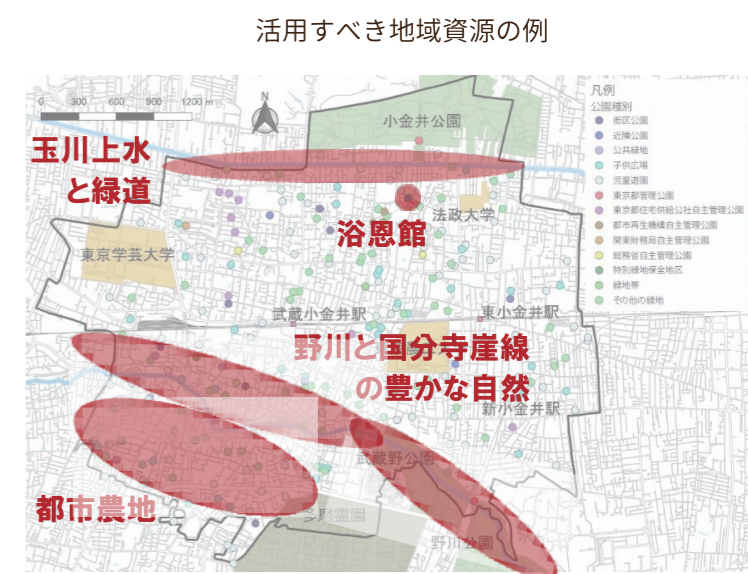 活用すべき地域資源の例
0 300 600 900 1200 m
N
小金井公園
玉川上水
と緑道
浴恩館
法政大学
東京学芸大学
武蔵小金井駅
東小金井駅
野川と国分寺崖線
の豊かな自然
新小金井駅
武蔵野公園
都市農地
多磨霊園
野川公園
凡例
公園種別
街区公園
近隣公園
公共緑地
子供広場
児童遊園
東京都管理公園
東京都住宅供給公社自主管理公園
都市再生機構自主管理公園
関東財務局自主管理公園
総務省自主管理公園
特別緑地保全地区
緑地帯
その他の緑地